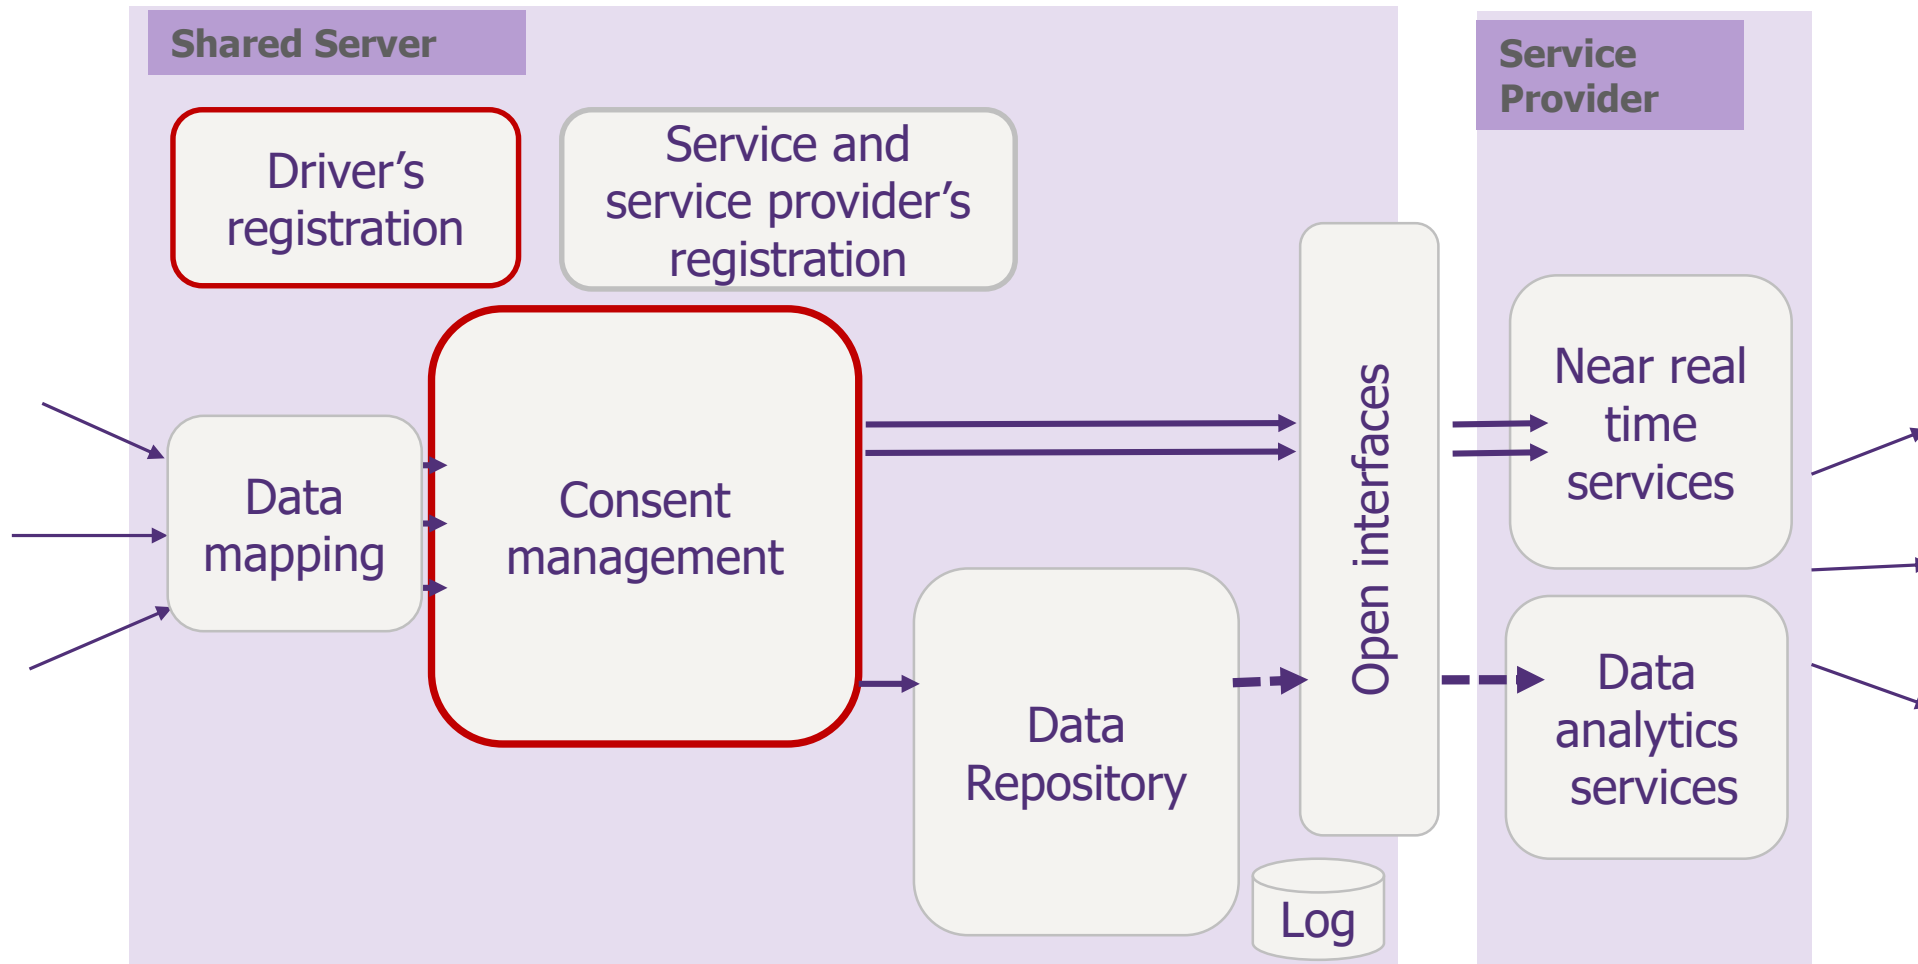 Shared Server
Service
Provider
Driver’s
registration
Service and
service provider’s
registration
Data
mapping
Consent
management
Data
Repository
Open interfaces
Log
Near real
time
services
Data
analytics
services